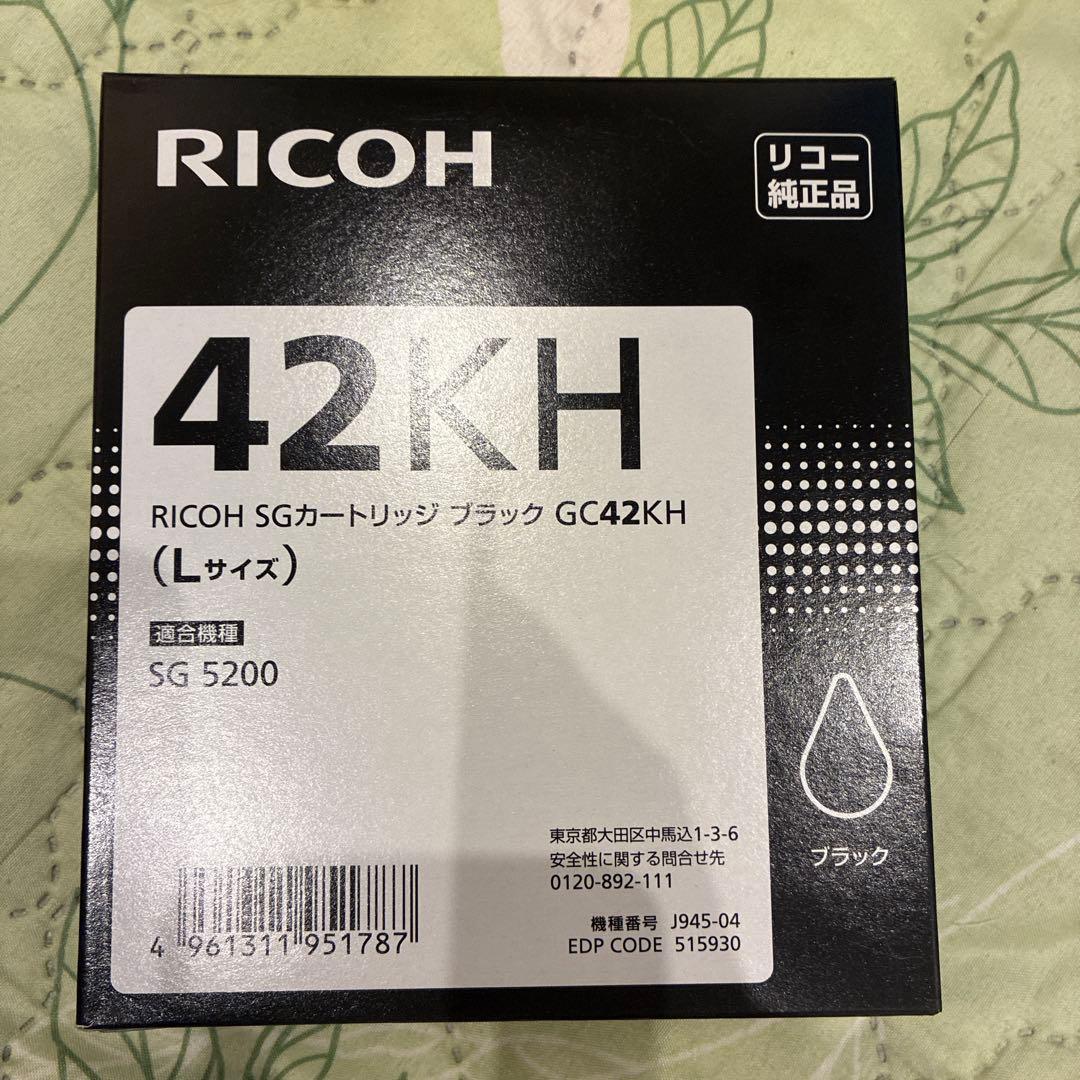 RICOH
リコー
純正品
42KH
RICOH SGカートリッジ ブラック GC42KH
(Lサイズ)
適合機種
SG 5200
ブラック
東京都大田区中馬込1-3-6
安全性に関する問合せ先
0120-892-111
機種番号 J945-04
EDP CODE 515930
4 961311 951787